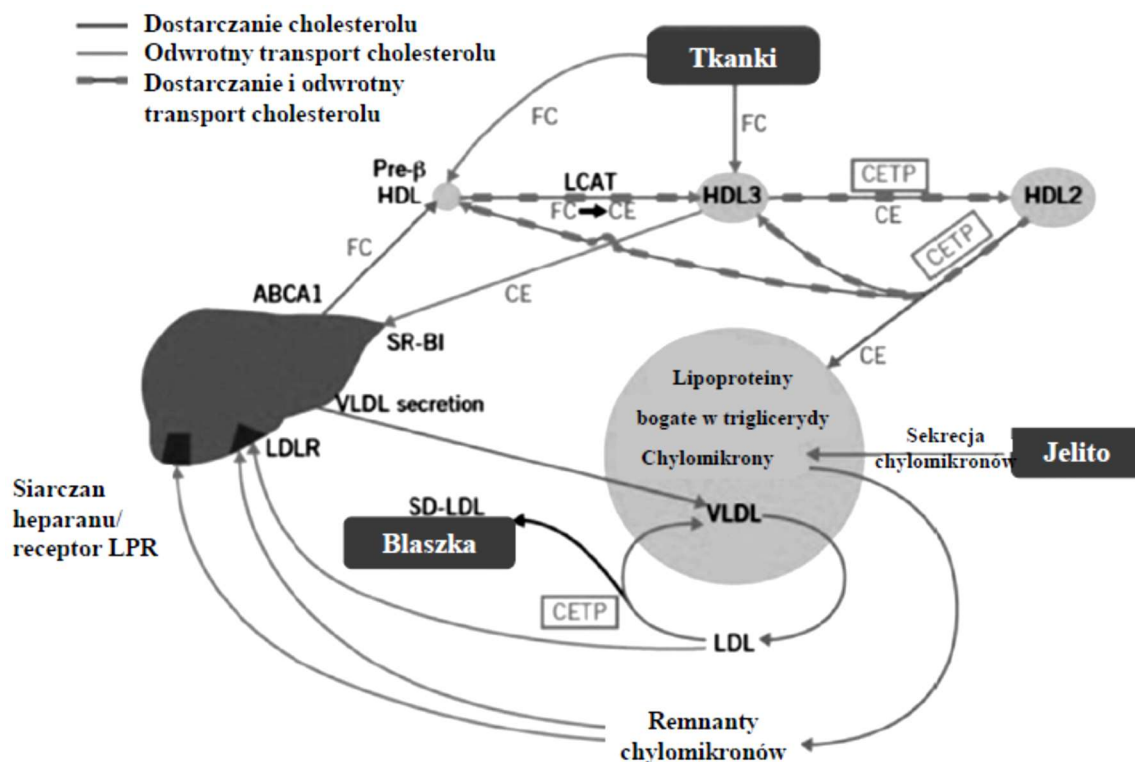 Dostarczanie cholesterolu
Odwrotny transport cholesterolu
Dostarczanie i odwrotny
transport cholesterolu
Tkanki
FC
FC
Pre-β
HDL
LCAT
FC CE
HDL3
CETP
CE
HDL2
CETP
FC
ABCA1
CE
SR-BI
CE
Lipoproteiny
bogate w triglicerydy
Chylomikrony
VLDL secretion
Sekrecja
chylomikronów
Jelito
LDLR
Siarczan
heparanu/
receptor LPR
SD-LDL
Blaszka
VLDL
CETP
LDL
Remnanty
chylomikronów